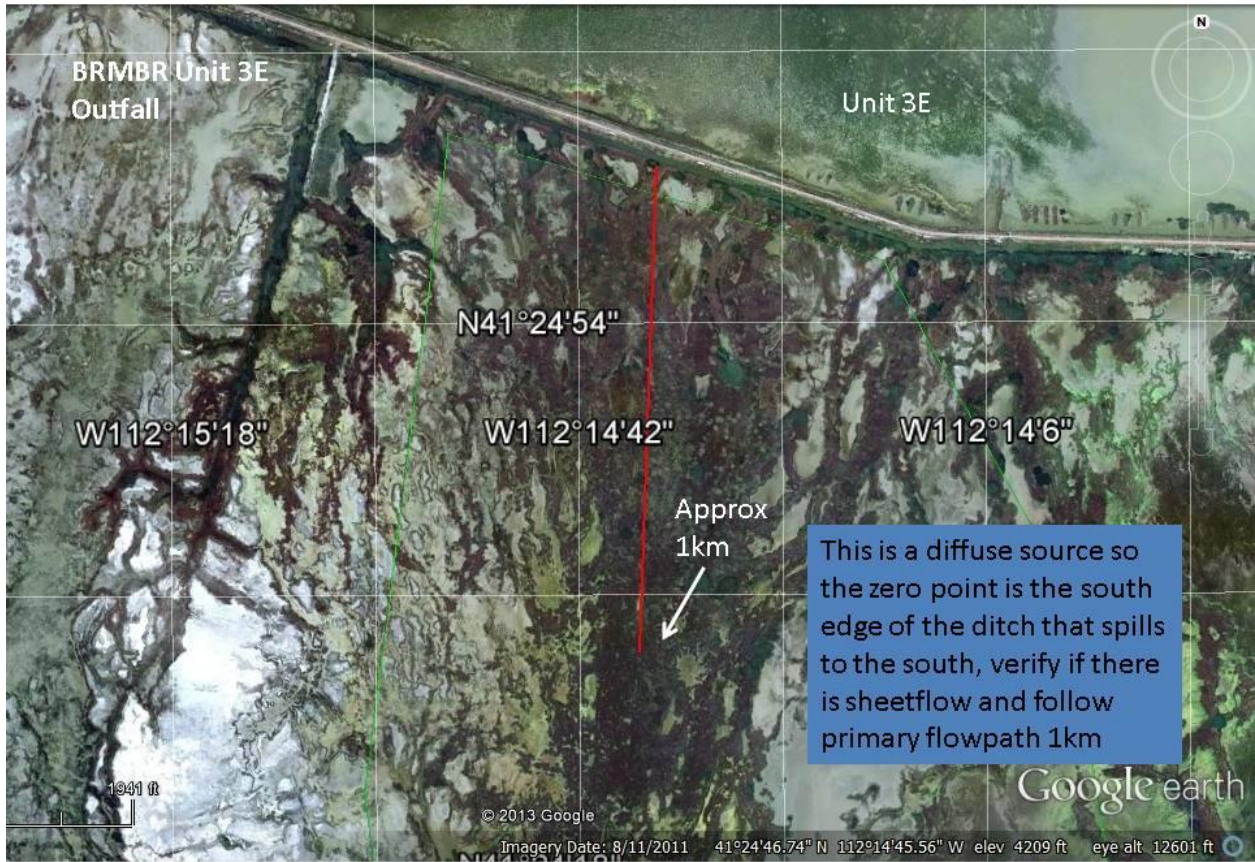 N
BRMBR Unit 3E
Outfall
Unit 3E
N41°24'54"
W112°15'18"
W112°14'42"
W112°14'6"
Approx
1km
This is a diffuse source so
the zero point is the south
edge of the ditch that spills
to the south, verify if there
is sheetflow and follow
primary flowpath 1km
1941 ft
Google earth
© 2013 Google
Imagery Date: 8/11/2011 41°24'46.74" N 112°14'45.56" W elev 4209 ft eye alt 12601 ft